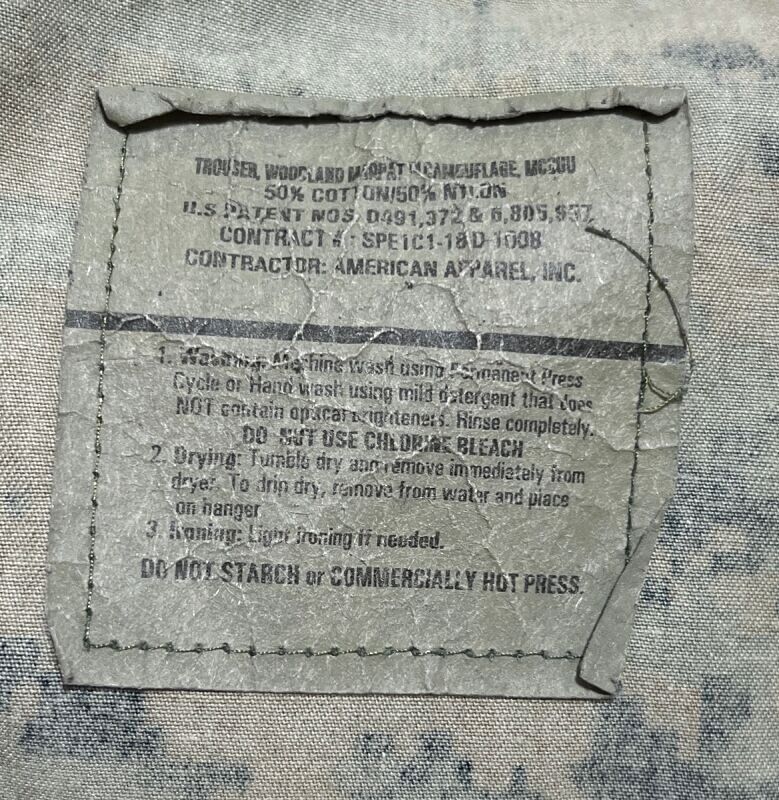 TROUSER, WOODLAND MARPAT™ CAMOUFLAGE, MCCUU
50% COTTON/50% NYLON
U.S PATENT NOS. D491,372 & 6,805,957
CONTRACT # : SPE1C1-18-D-1008
CONTRACTOR: AMERICAN APPAREL, INC.
1. Washing: Machine wash using Permanent Press
Cycle or Hand wash using mild detergent that does
NOT contain optical brighteners. Rinse completely.
DO NOT USE CHLORINE BLEACH
2. Drying: Tumble dry and remove immediately from
dryer. To drip dry, remove from water and place
on hanger
3. Ironing: Light ironing if needed.
DO NOT STARCH or COMMERCIALLY HOT PRESS.